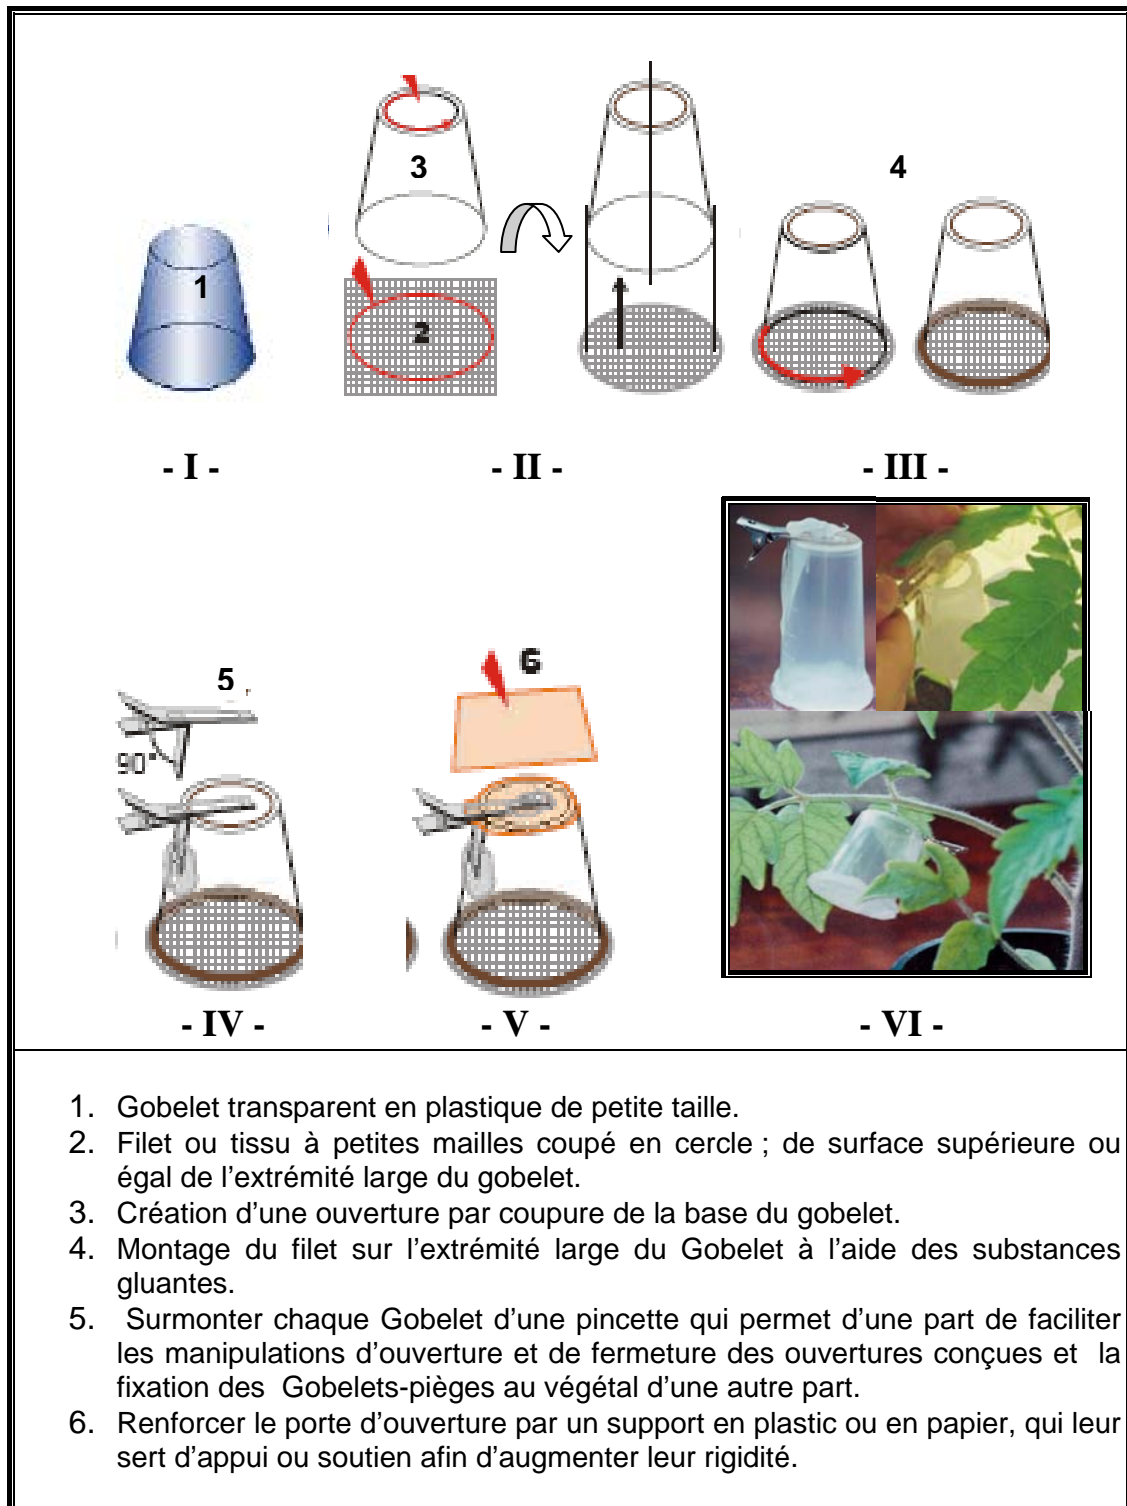 3
4
1
2
- I -
- II -
- III -
5
6
90°
- IV -
- V -
- VI -
1. Gobelet transparent en plastique de petite taille.
2. Filet ou tissu à petites mailles coupé en cercle ; de surface supérieure ou
égal de l’extrémité large du gobelet.
3. Création d’une ouverture par coupure de la base du gobelet.
4. Montage du filet sur l’extrémité large du Gobelet à l’aide des substances
gluantes.
5. Surmonter chaque Gobelet d’une pincette qui permet d’une part de faciliter
les manipulations d’ouverture et de fermeture des ouvertures conçues et la
fixation des Gobelets-pièges au végétal d’une autre part.
6. Renforcer le porte d’ouverture par un support en plastic ou en papier, qui leur
sert d’appui ou soutien afin d’augmenter leur rigidité.